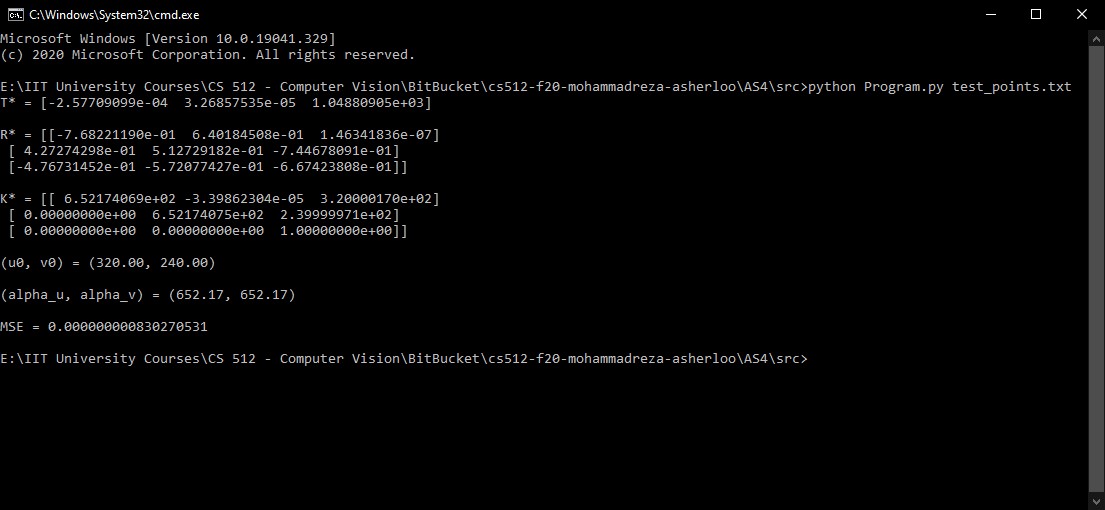 C:\Windows\System32\cmd.exe
Microsoft Windows [Version 10.0.19041.329]
(c) 2020 Microsoft Corporation. All rights reserved.
E:\IIT University Courses\CS 512 - Computer Vision\BitBucket\cs512-f20-mohammadreza-asherloo\AS4\src>python Program.py test_points.txt
T* = [-2.57709099e-04  3.26857535e-05  1.04880905e+03]
R* = [[-7.68221190e-01  6.40184508e-01  1.46341836e-07]
 [ 4.27274298e-01  5.12729182e-01 -7.44678091e-01]
 [-4.76731452e-01 -5.72077427e-01 -6.67423808e-01]]
K* = [[ 6.52174069e+02 -3.39862304e-05  3.20000170e+02]
 [ 0.00000000e+00  6.52174075e+02  2.39999971e+02]
 [ 0.00000000e+00  0.00000000e+00  1.00000000e+00]]
(u0, v0) = (320.00, 240.00)
(alpha_u, alpha_v) = (652.17, 652.17)
MSE = 0.000000000830270531
E:\IIT University Courses\CS 512 - Computer Vision\BitBucket\cs512-f20-mohammadreza-asherloo\AS4\src>